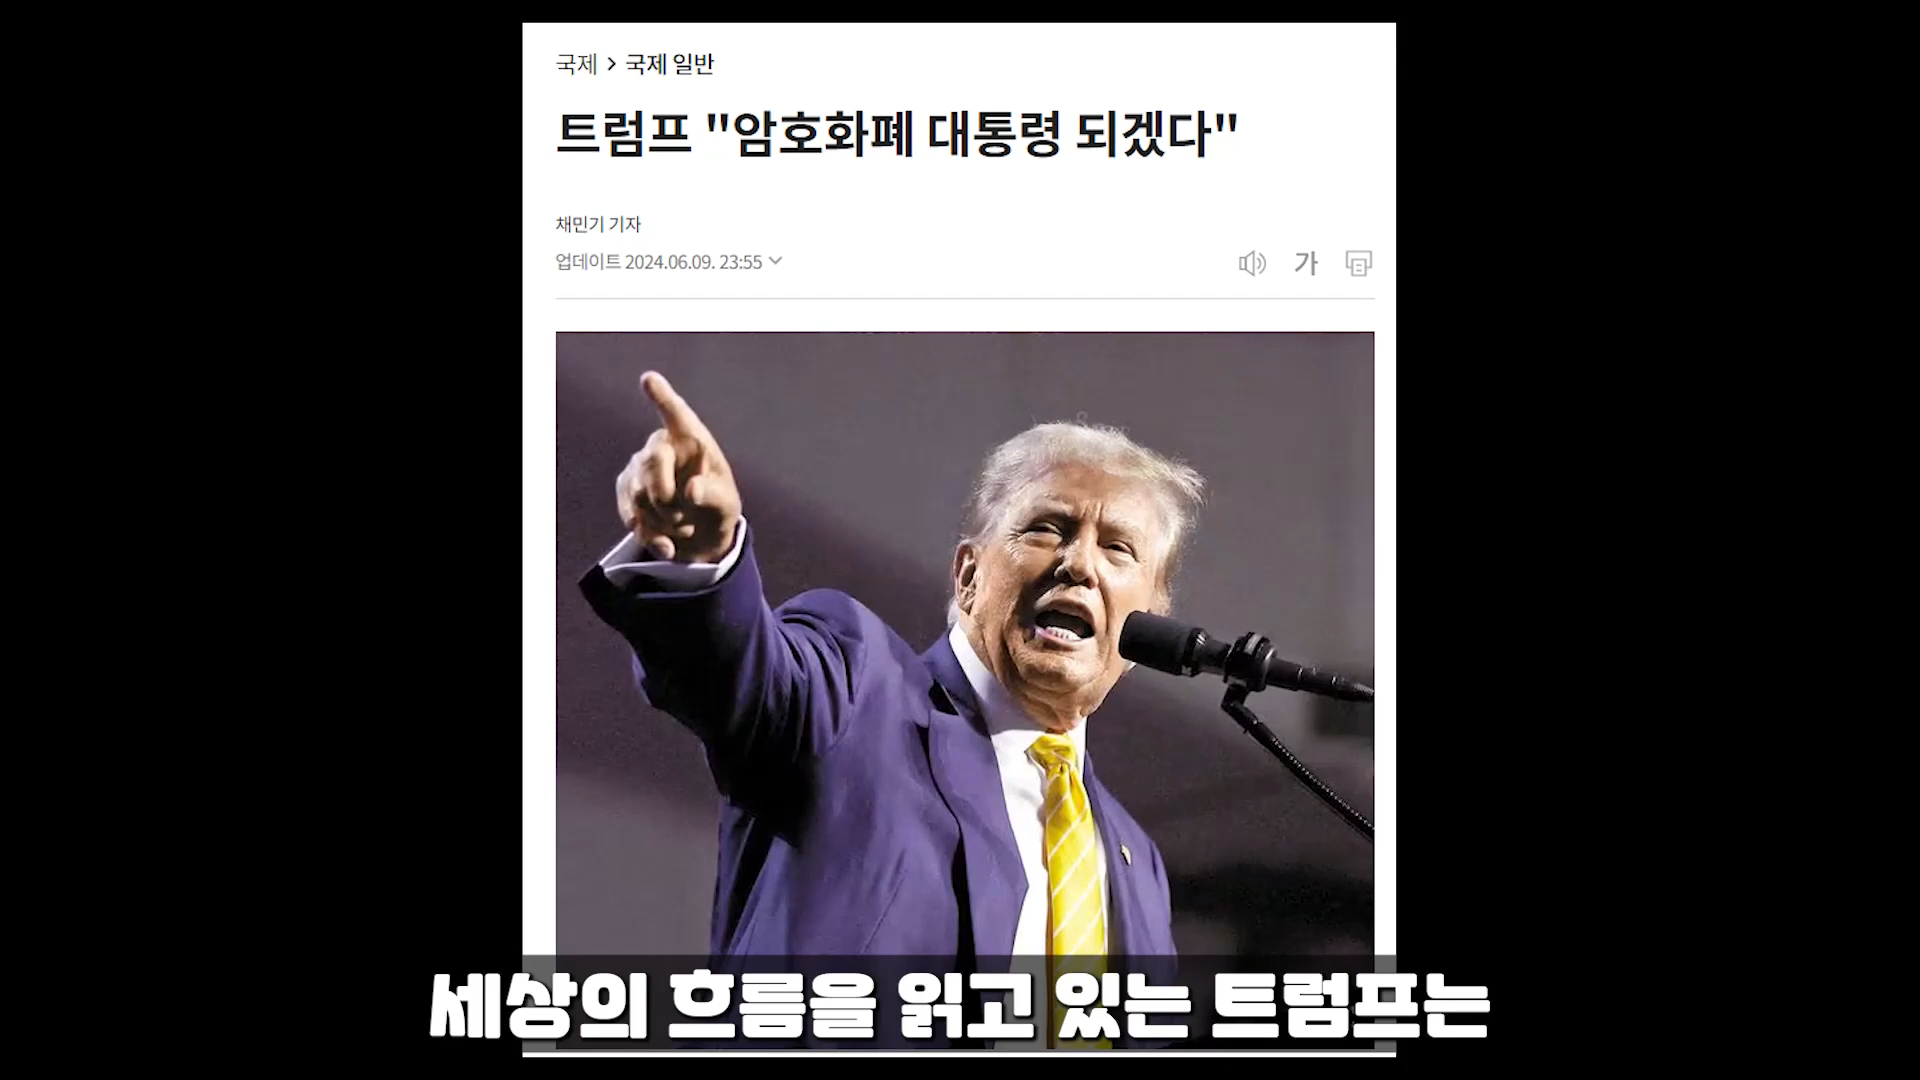 국제 > 국제 일반
트럼프 "암호화폐 대통령 되겠다"
채민기 기자
업데이트 2024.06.09. 23:55
가
세상의 흐름을 읽고 있는 트럼프는